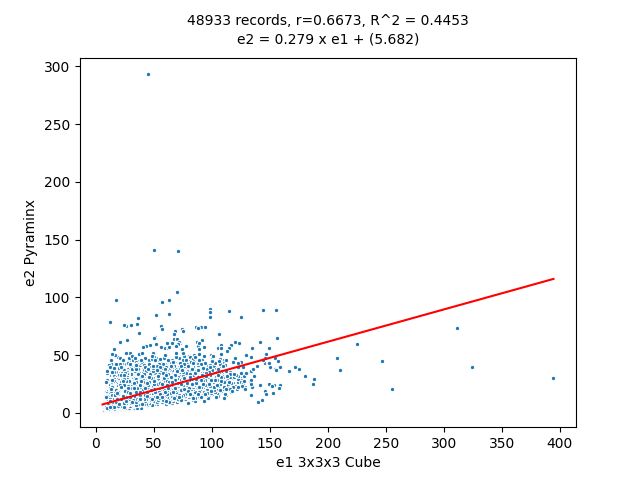 48933 records, r=0.6673, R^2 = 0.4453
e2 = 0.279 x e1 + (5.682)
300
250
200
150
100
50
0
e2 Pyraminx
0 50 100 150 200 250 300 350 400
e1 3x3x3 Cube